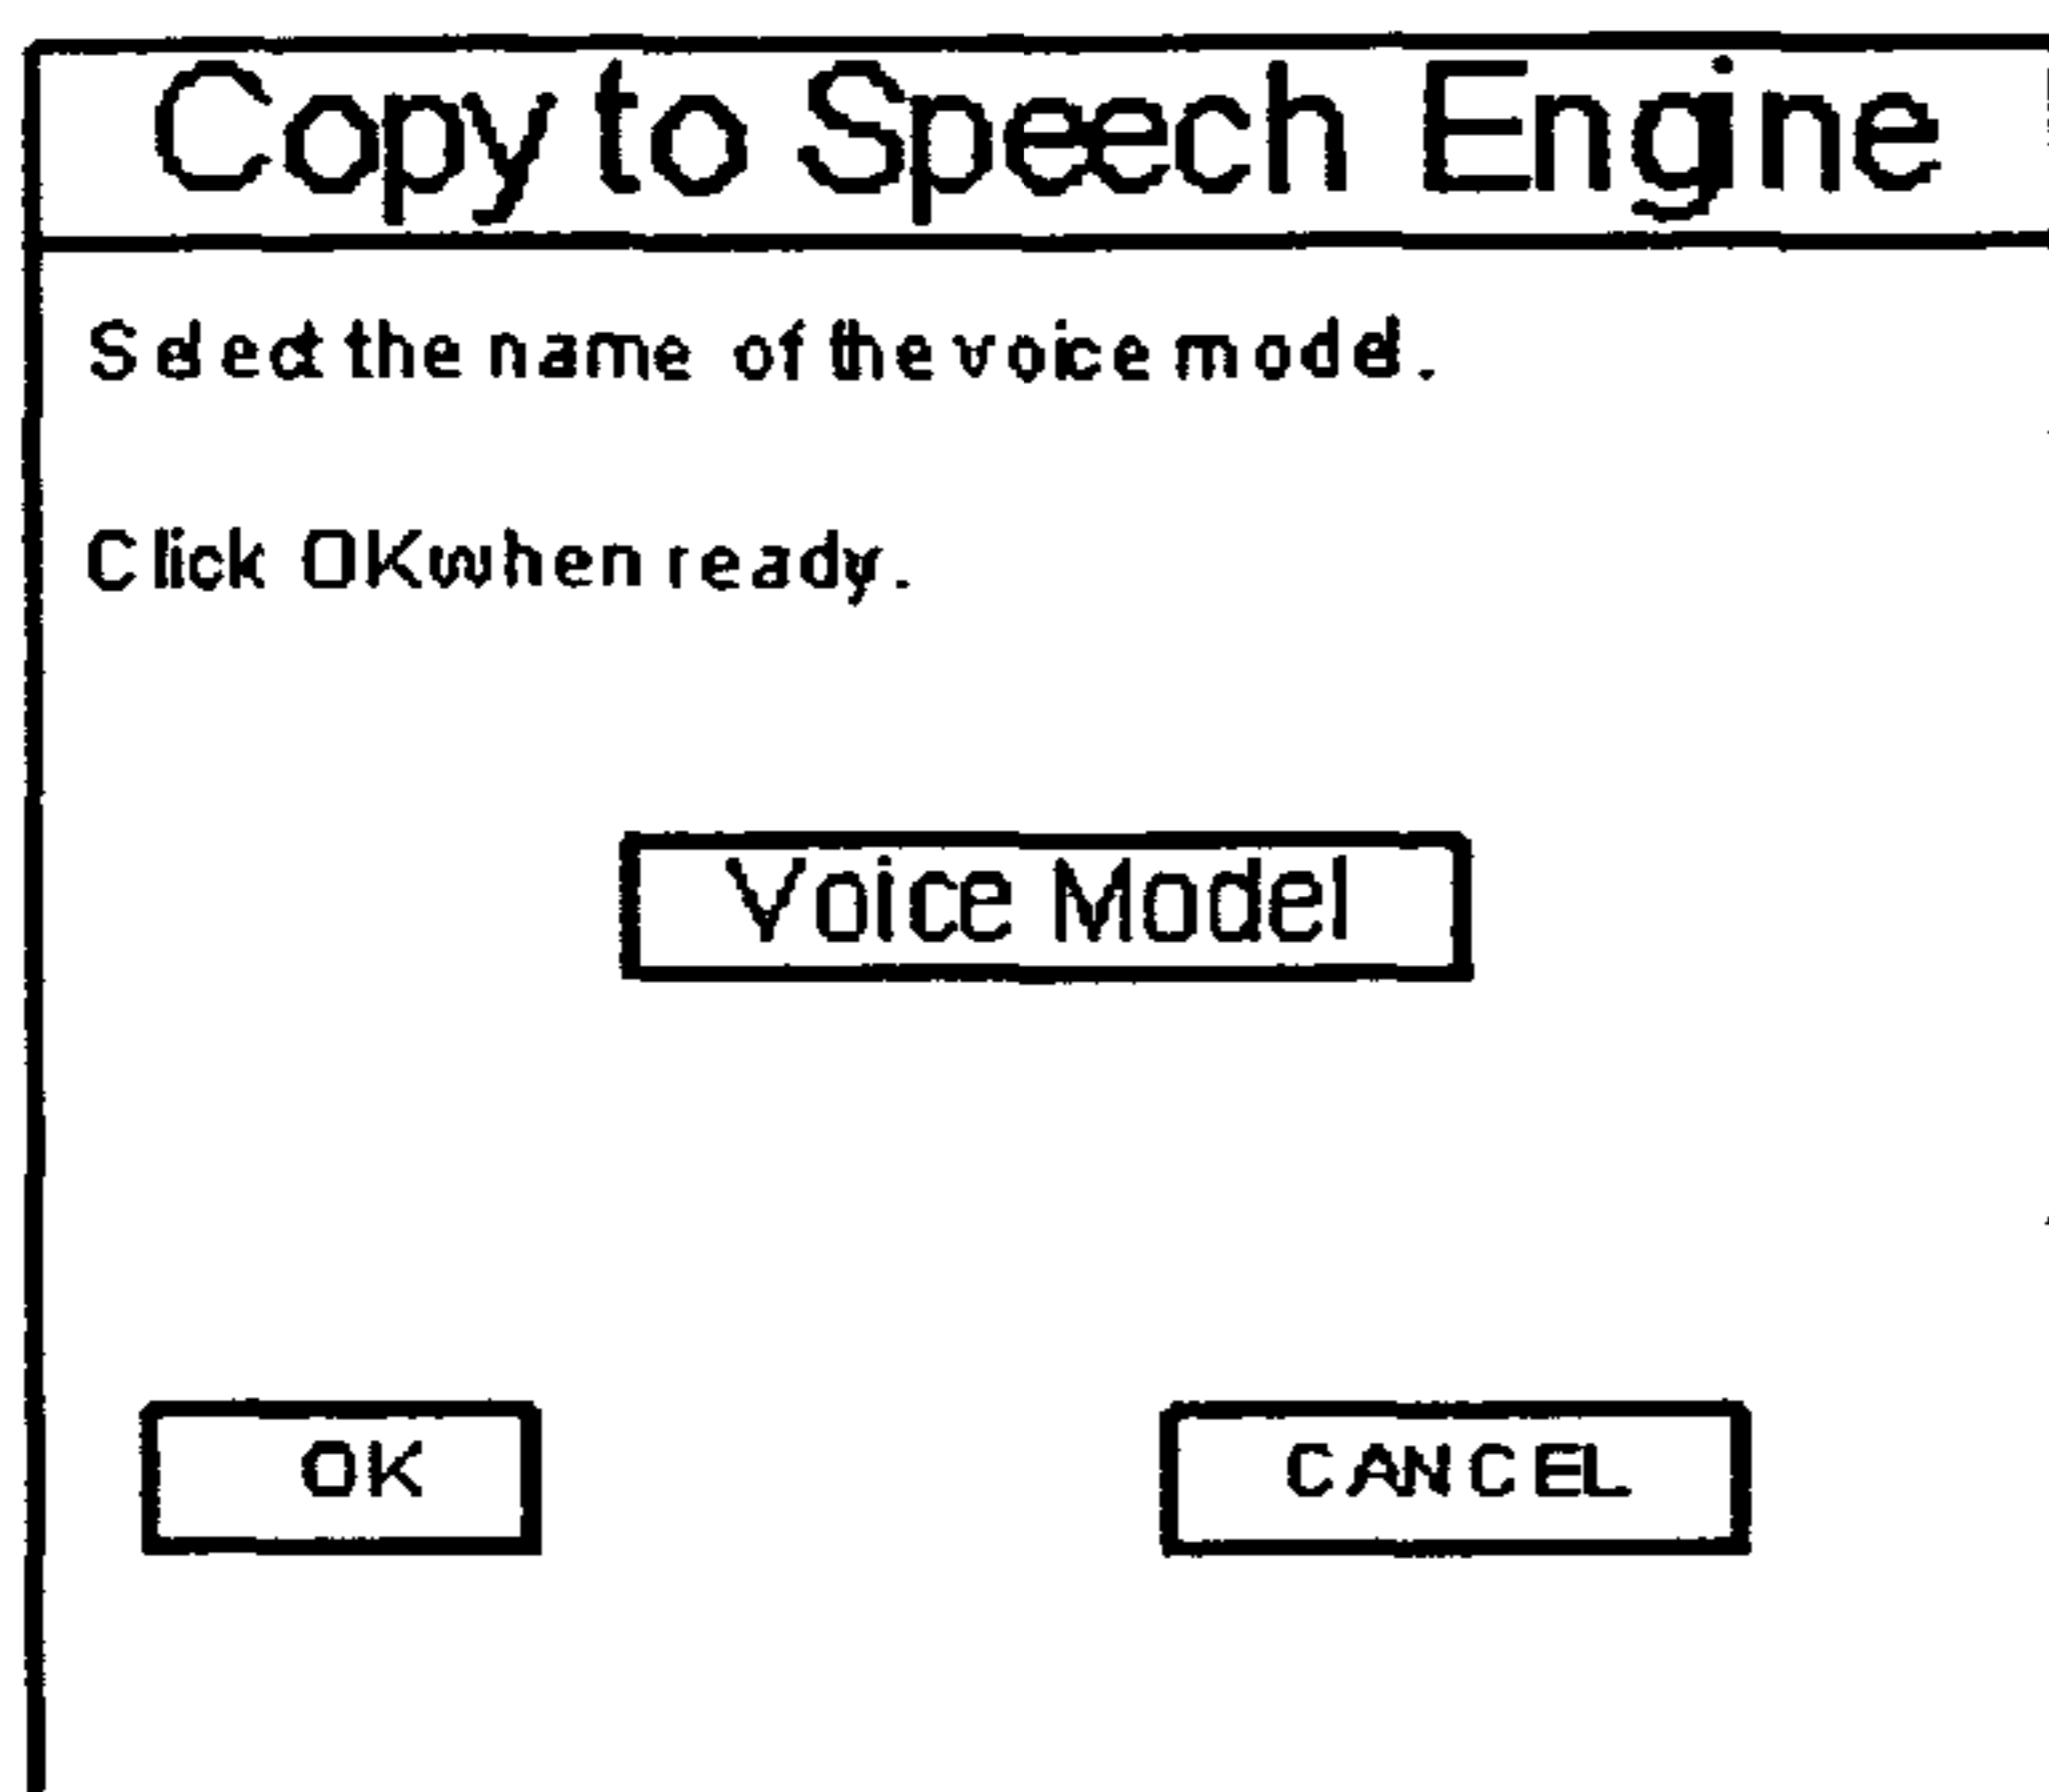 Copy to Speech Engine
Select the name of the voice model.
Click OK when ready.
Voice Model
OK
CANCEL